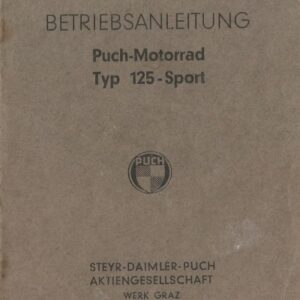 BETRIEBSANLEITUNG
Puch-Motorrad
Typ 125-Sport
PUCH
STEYR-DAIMLER-PUCH
AKTIENGESELLSCHAFT
WERK GRAZ